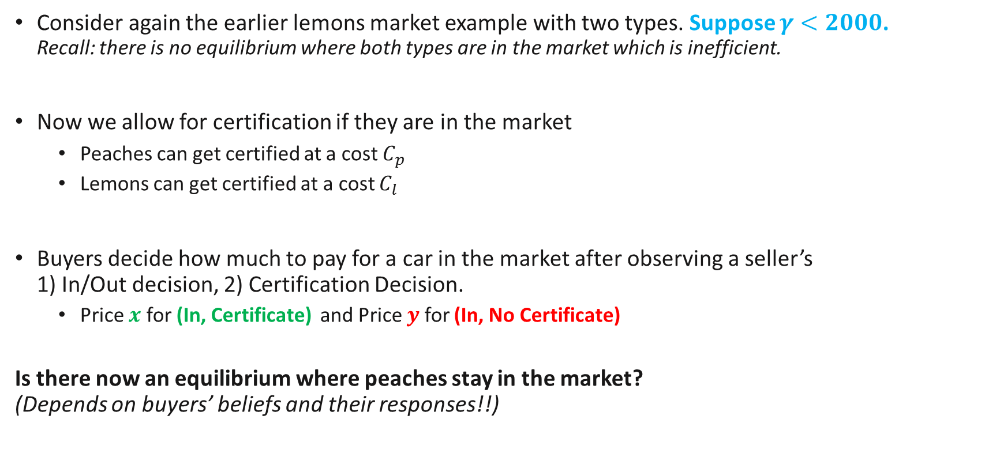 • Consider again the earlier lemons market example with two types. Suppose γ < 2000.
Recall: there is no equilibrium where both types are in the market which is inefficient.
• Now we allow for certification if they are in the market
• Peaches can get certified at a cost Cₚ
• Lemons can get certified at a cost Cₗ
• Buyers decide how much to pay for a car in the market after observing a seller’s
1) In/Out decision, 2) Certification Decision.
• Price x for (In, Certificate) and Price y for (In, No Certificate)
Is there now an equilibrium where peaches stay in the market?
(Depends on buyers’ beliefs and their responses!!)